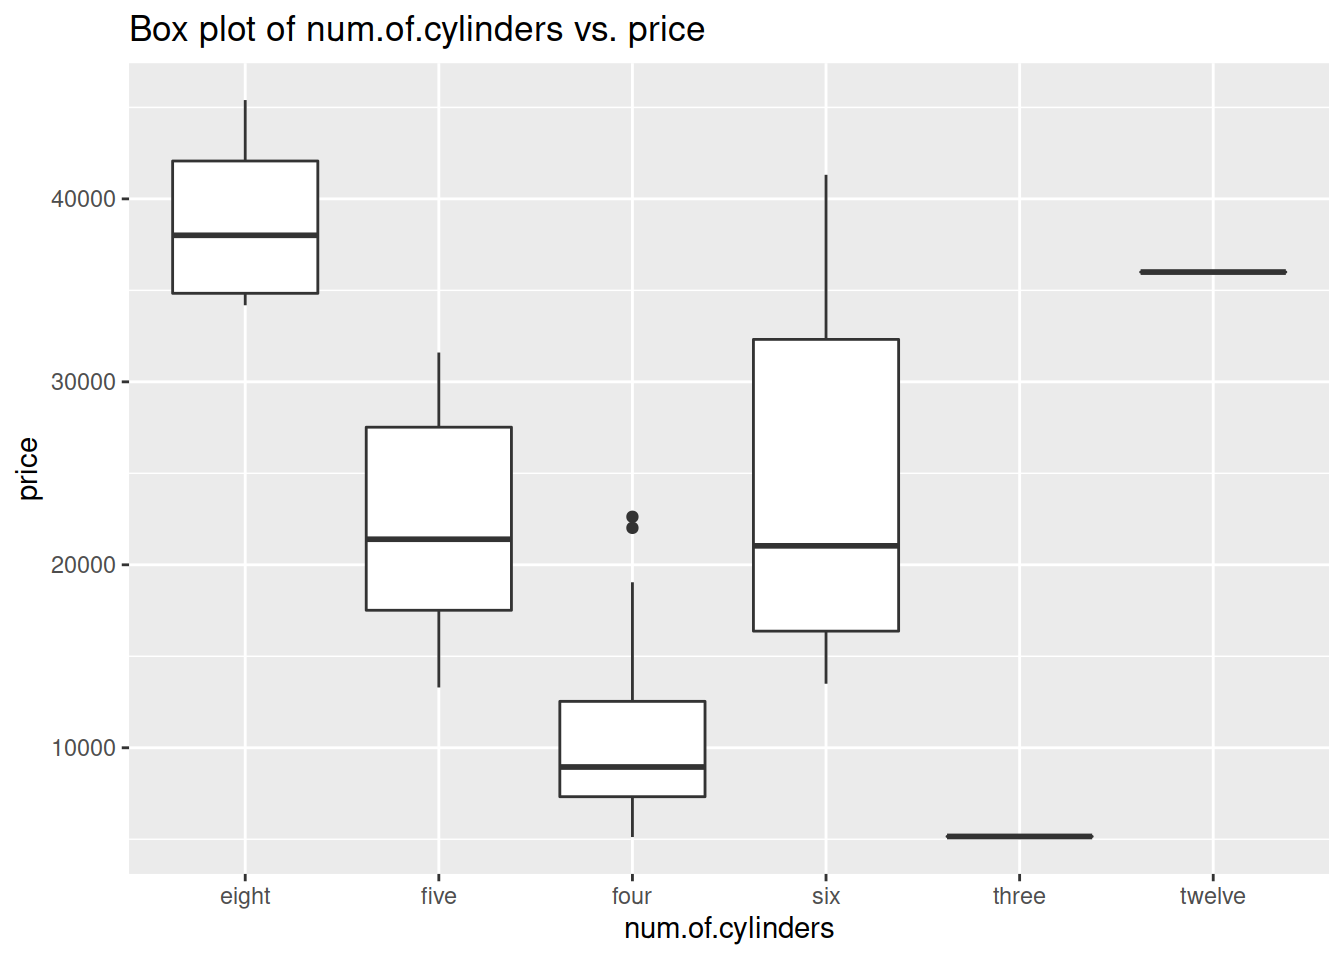 Box plot of num.of.cylinders vs. price
price
40000
30000
20000
10000
eight five four six three twelve
num.of.cylinders